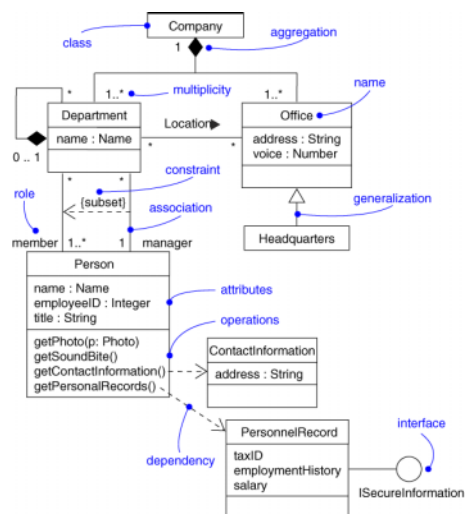 Company
class
1
aggregation
*
1..*
multiplicity
1..*
name
Department
name : Name
0 .. 1
Location
*
*
Office
address : String
voice : Number
*
*
constraint
{subset}
role
association
generalization
member
1..*
1
manager
Headquarters
Person
name : Name
employeeID : Integer
title : String
attributes
operations
getPhoto(p: Photo)
getSoundBite()
getContactInformation()
getPersonalRecords()
ContactInformation
address : String
dependency
PersonnelRecord
taxID
employmentHistory
salary
interface
ISecureInformation